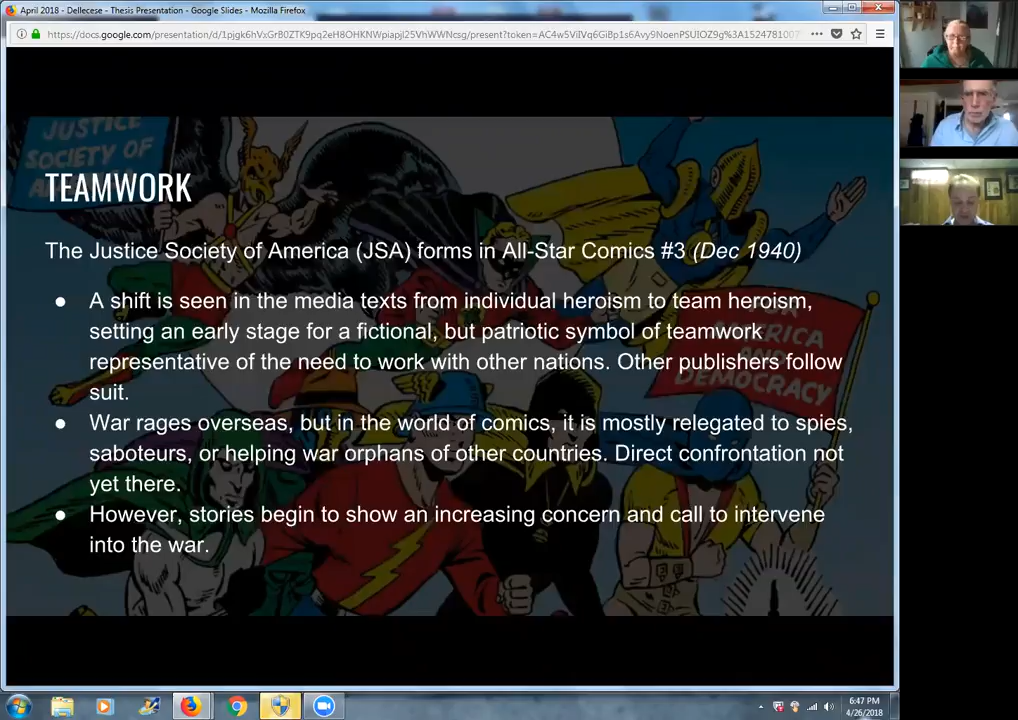 April 2018 - Dellecese - Thesis Presentation - Google Slides - Mozilla Firefox
JUSTICE
SOCIETY OF
TEAMWORK
The Justice Society of America (JSA) forms in All-Star Comics #3 (Dec 1940)
● A shift is seen in the media texts from individual heroism to team heroism,
setting an early stage for a fictional, but patriotic symbol of teamwork
representative of the need to work with other nations. Other publishers follow
suit.
● War rages overseas, but in the world of comics, it is mostly relegated to spies,
saboteurs, or helping war orphans of other countries. Direct confrontation not
yet there.
● However, stories begin to show an increasing concern and call to intervene
into the war.
FOR
AMERICA
AND
DEMOCRACY
6:47 PM
4/26/2018